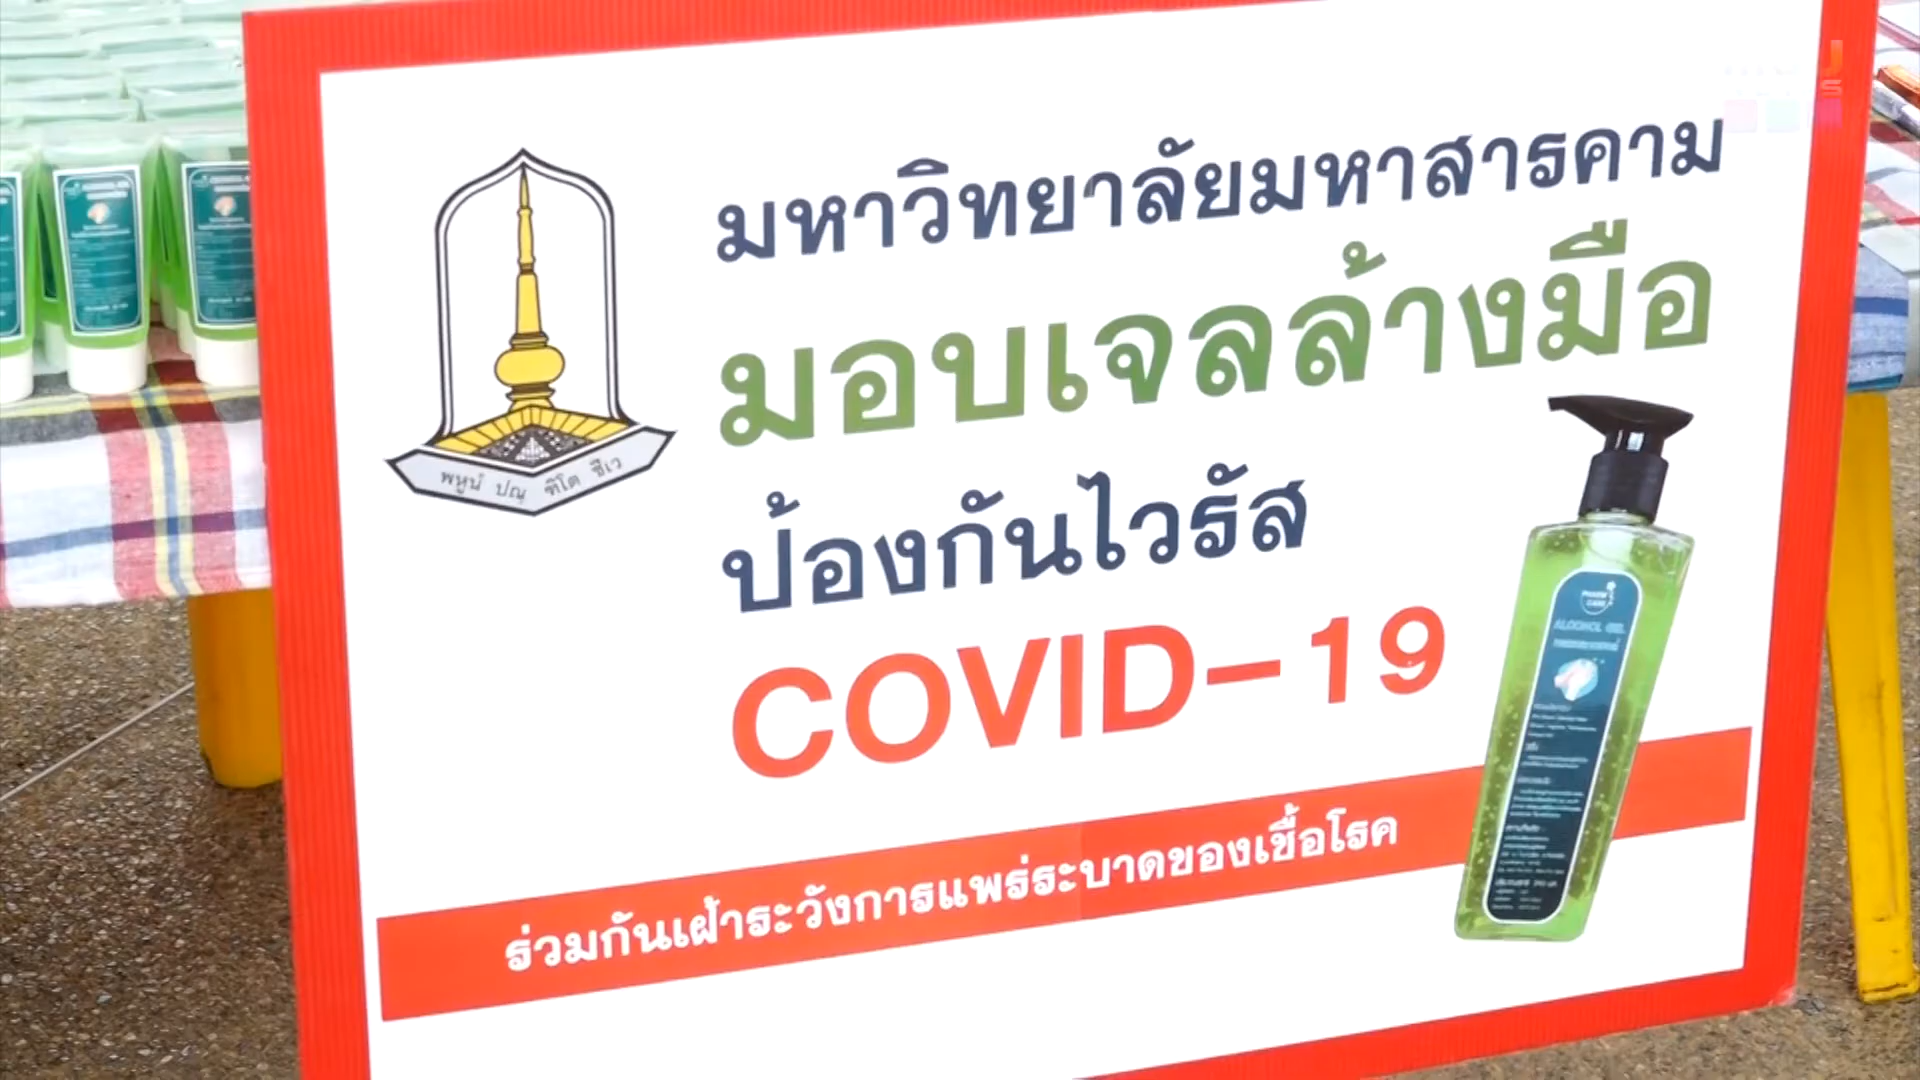 มหาวิทยาลัยมหาสารคาม
มอบเจลล้างมือ
พหูนํ ปณฺฑิโต ชีเว
ป้องกันไวรัส
COVID-19
PHARM CARE
ALCOHOL GEL
ร่วมกันเฝ้าระวังการแพร่ระบาดของเชื้อโรค